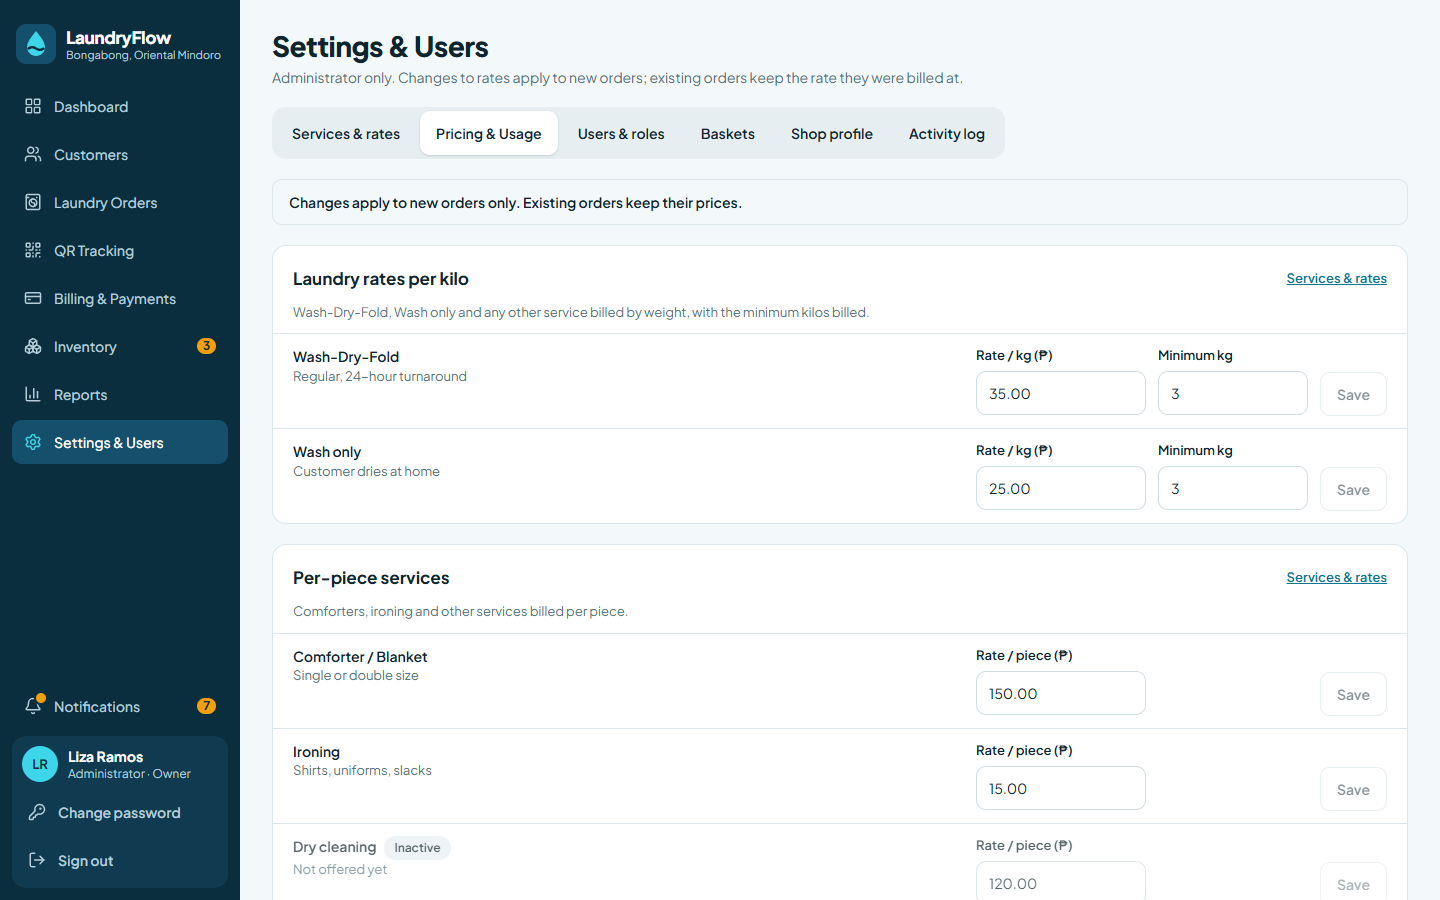 LaundryFlow
Bongabong, Oriental Mindoro
Dashboard
Customers
Laundry Orders
QR Tracking
Billing & Payments
Inventory 3
Reports
Settings & Users
Notifications 7
LR
Liza Ramos
Administrator · Owner
Change password
Sign out
Settings & Users
Administrator only. Changes to rates apply to new orders; existing orders keep the rate they were billed at.
Services & rates Pricing & Usage Users & roles Baskets Shop profile Activity log
Changes apply to new orders only. Existing orders keep their prices.
Laundry rates per kilo Services & rates
Wash-Dry-Fold, Wash only and any other service billed by weight, with the minimum kilos billed.
Wash-Dry-Fold Rate / kg (₱) Minimum kg
Regular, 24-hour turnaround
35.00 3 Save
Wash only Rate / kg (₱) Minimum kg
Customer dries at home
25.00 3 Save
Per-piece services Services & rates
Comforters, ironing and other services billed per piece.
Comforter / Blanket Rate / piece (₱)
Single or double size
150.00 Save
Ironing Rate / piece (₱)
Shirts, uniforms, slacks
15.00 Save
Dry cleaning Inactive Rate / piece (₱)
Not offered yet
120.00 Save